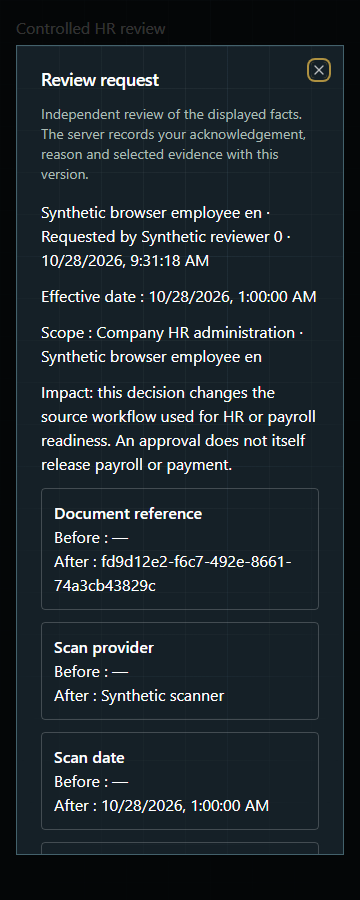 Controlled HR review
Review request
Independent review of the displayed facts.
The server records your acknowledgement,
reason and selected evidence with this
version.
Synthetic browser employee en ·
Requested by Synthetic reviewer 0 ·
10/28/2026, 9:31:18 AM
Effective date : 10/28/2026, 1:00:00 AM
Scope : Company HR administration ·
Synthetic browser employee en
Impact: this decision changes the
source workflow used for HR or payroll
readiness. An approval does not itself
release payroll or payment.
Document reference
Before : —
After : fd9d12e2-f6c7-492e-8661-
74a3cb43829c
Scan provider
Before : —
After : Synthetic scanner
Scan date
Before : —
After : 10/28/2026, 1:00:00 AM